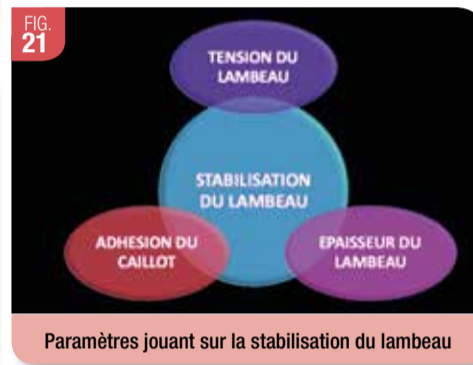 FIG.
21
TENSION DU
LAMBEAU
STABILISATION
DU LAMBEAU
ADHESION DU
CAILLOT
EPAISSEUR DU
LAMBEAU
Paramètres jouant sur la stabilisation du lambeau